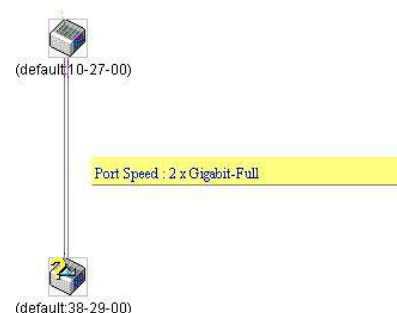 (default:10-27-00)
Port Speed : 2 x Gigabit-Full
?
(default:38-29-00)